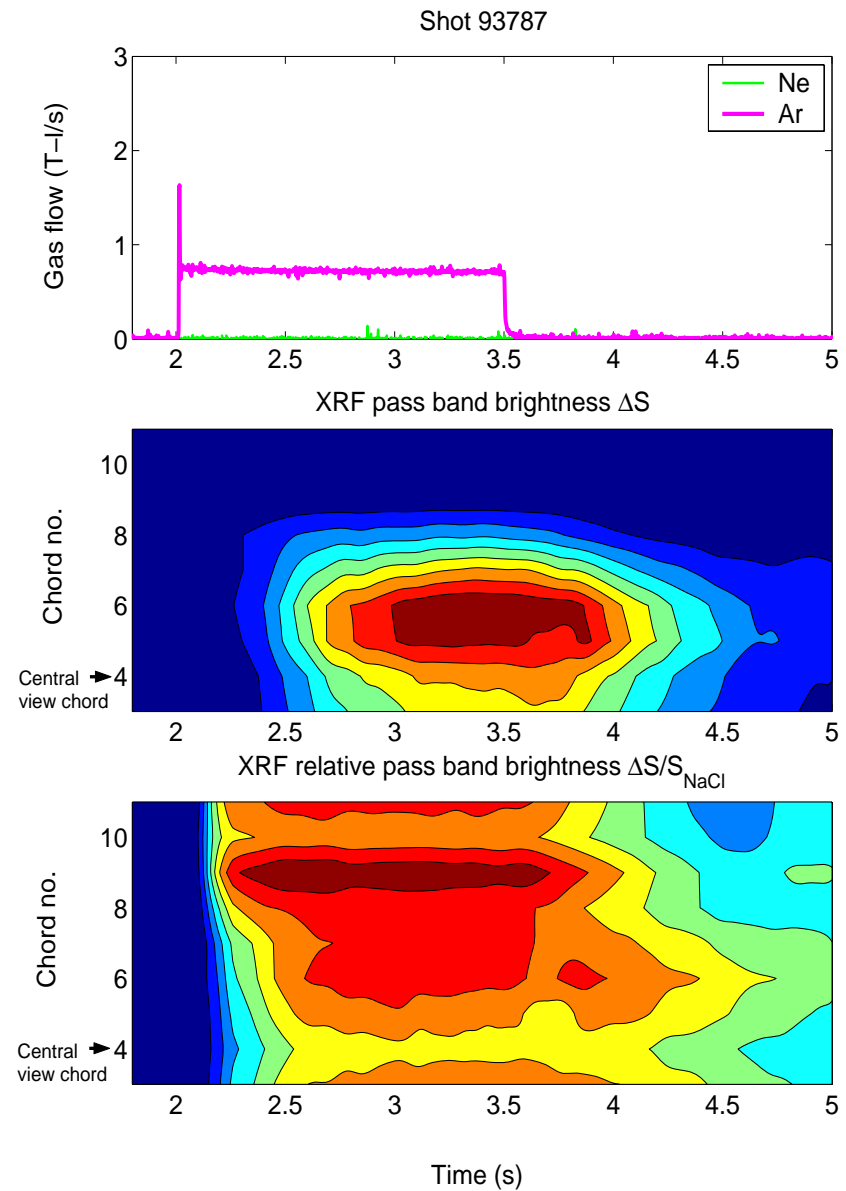 Shot 93787
Gas flow (T–l/s)
3
2
1
0
Ne
Ar
2 2.5 3 3.5 4 4.5 5
XRF pass band brightness ΔS
Chord no.
10
8
6
4
Central
view chord
2 2.5 3 3.5 4 4.5 5
XRF relative pass band brightness ΔS/S_NaCl
Chord no.
10
8
6
4
Central
view chord
2 2.5 3 3.5 4 4.5 5
Time (s)